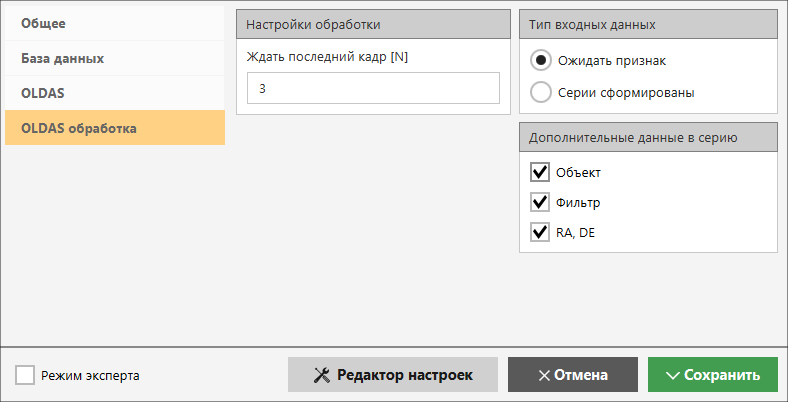 Общее
База данных
OLDAS
OLDAS обработка
Настройки обработки
Ждать последний кадр [N]
3
Тип входных данных
Ожидать признак
Серии сформированы
Дополнительные данные в серию
Объект
Фильтр
RA, DE
Режим эксперта
Редактор настроек
Отмена
Сохранить